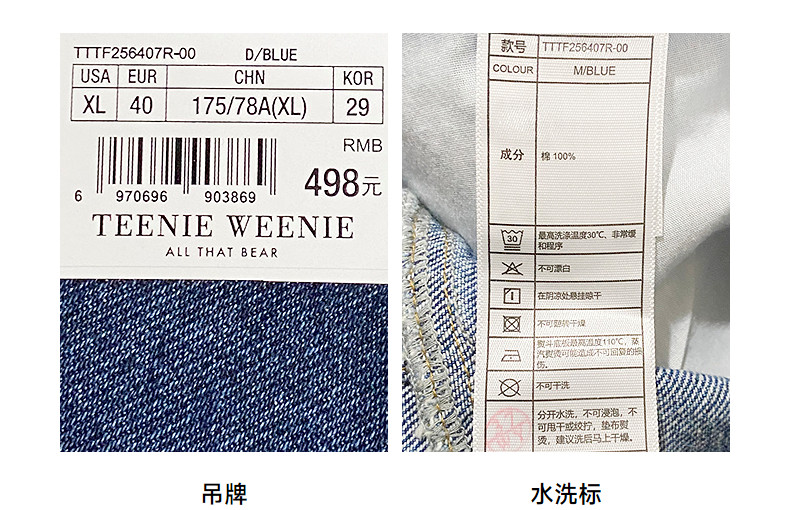 TTTF256407R-00 D/BLUE
USA EUR CHN KOR
XL 40 175/78A(XL) 29
RMB
498元
6 970696 903869
TEENIE WEENIE
ALL THAT BEAR
款号 TTTF256407R-00
COLOUR M/BLUE
成分 棉 100%
30 最高洗涤温度30℃，非常缓
和程序
不可漂白
在阴凉处悬挂晾干
不可翻转干燥
熨斗底板最高温度110℃，蒸
汽熨烫可能造成不可回复的损
伤。
不可干洗
分开水洗，不可浸泡，不
可甩干或绞拧，垫布熨
烫，建议洗后马上干燥。
吊牌
水洗标